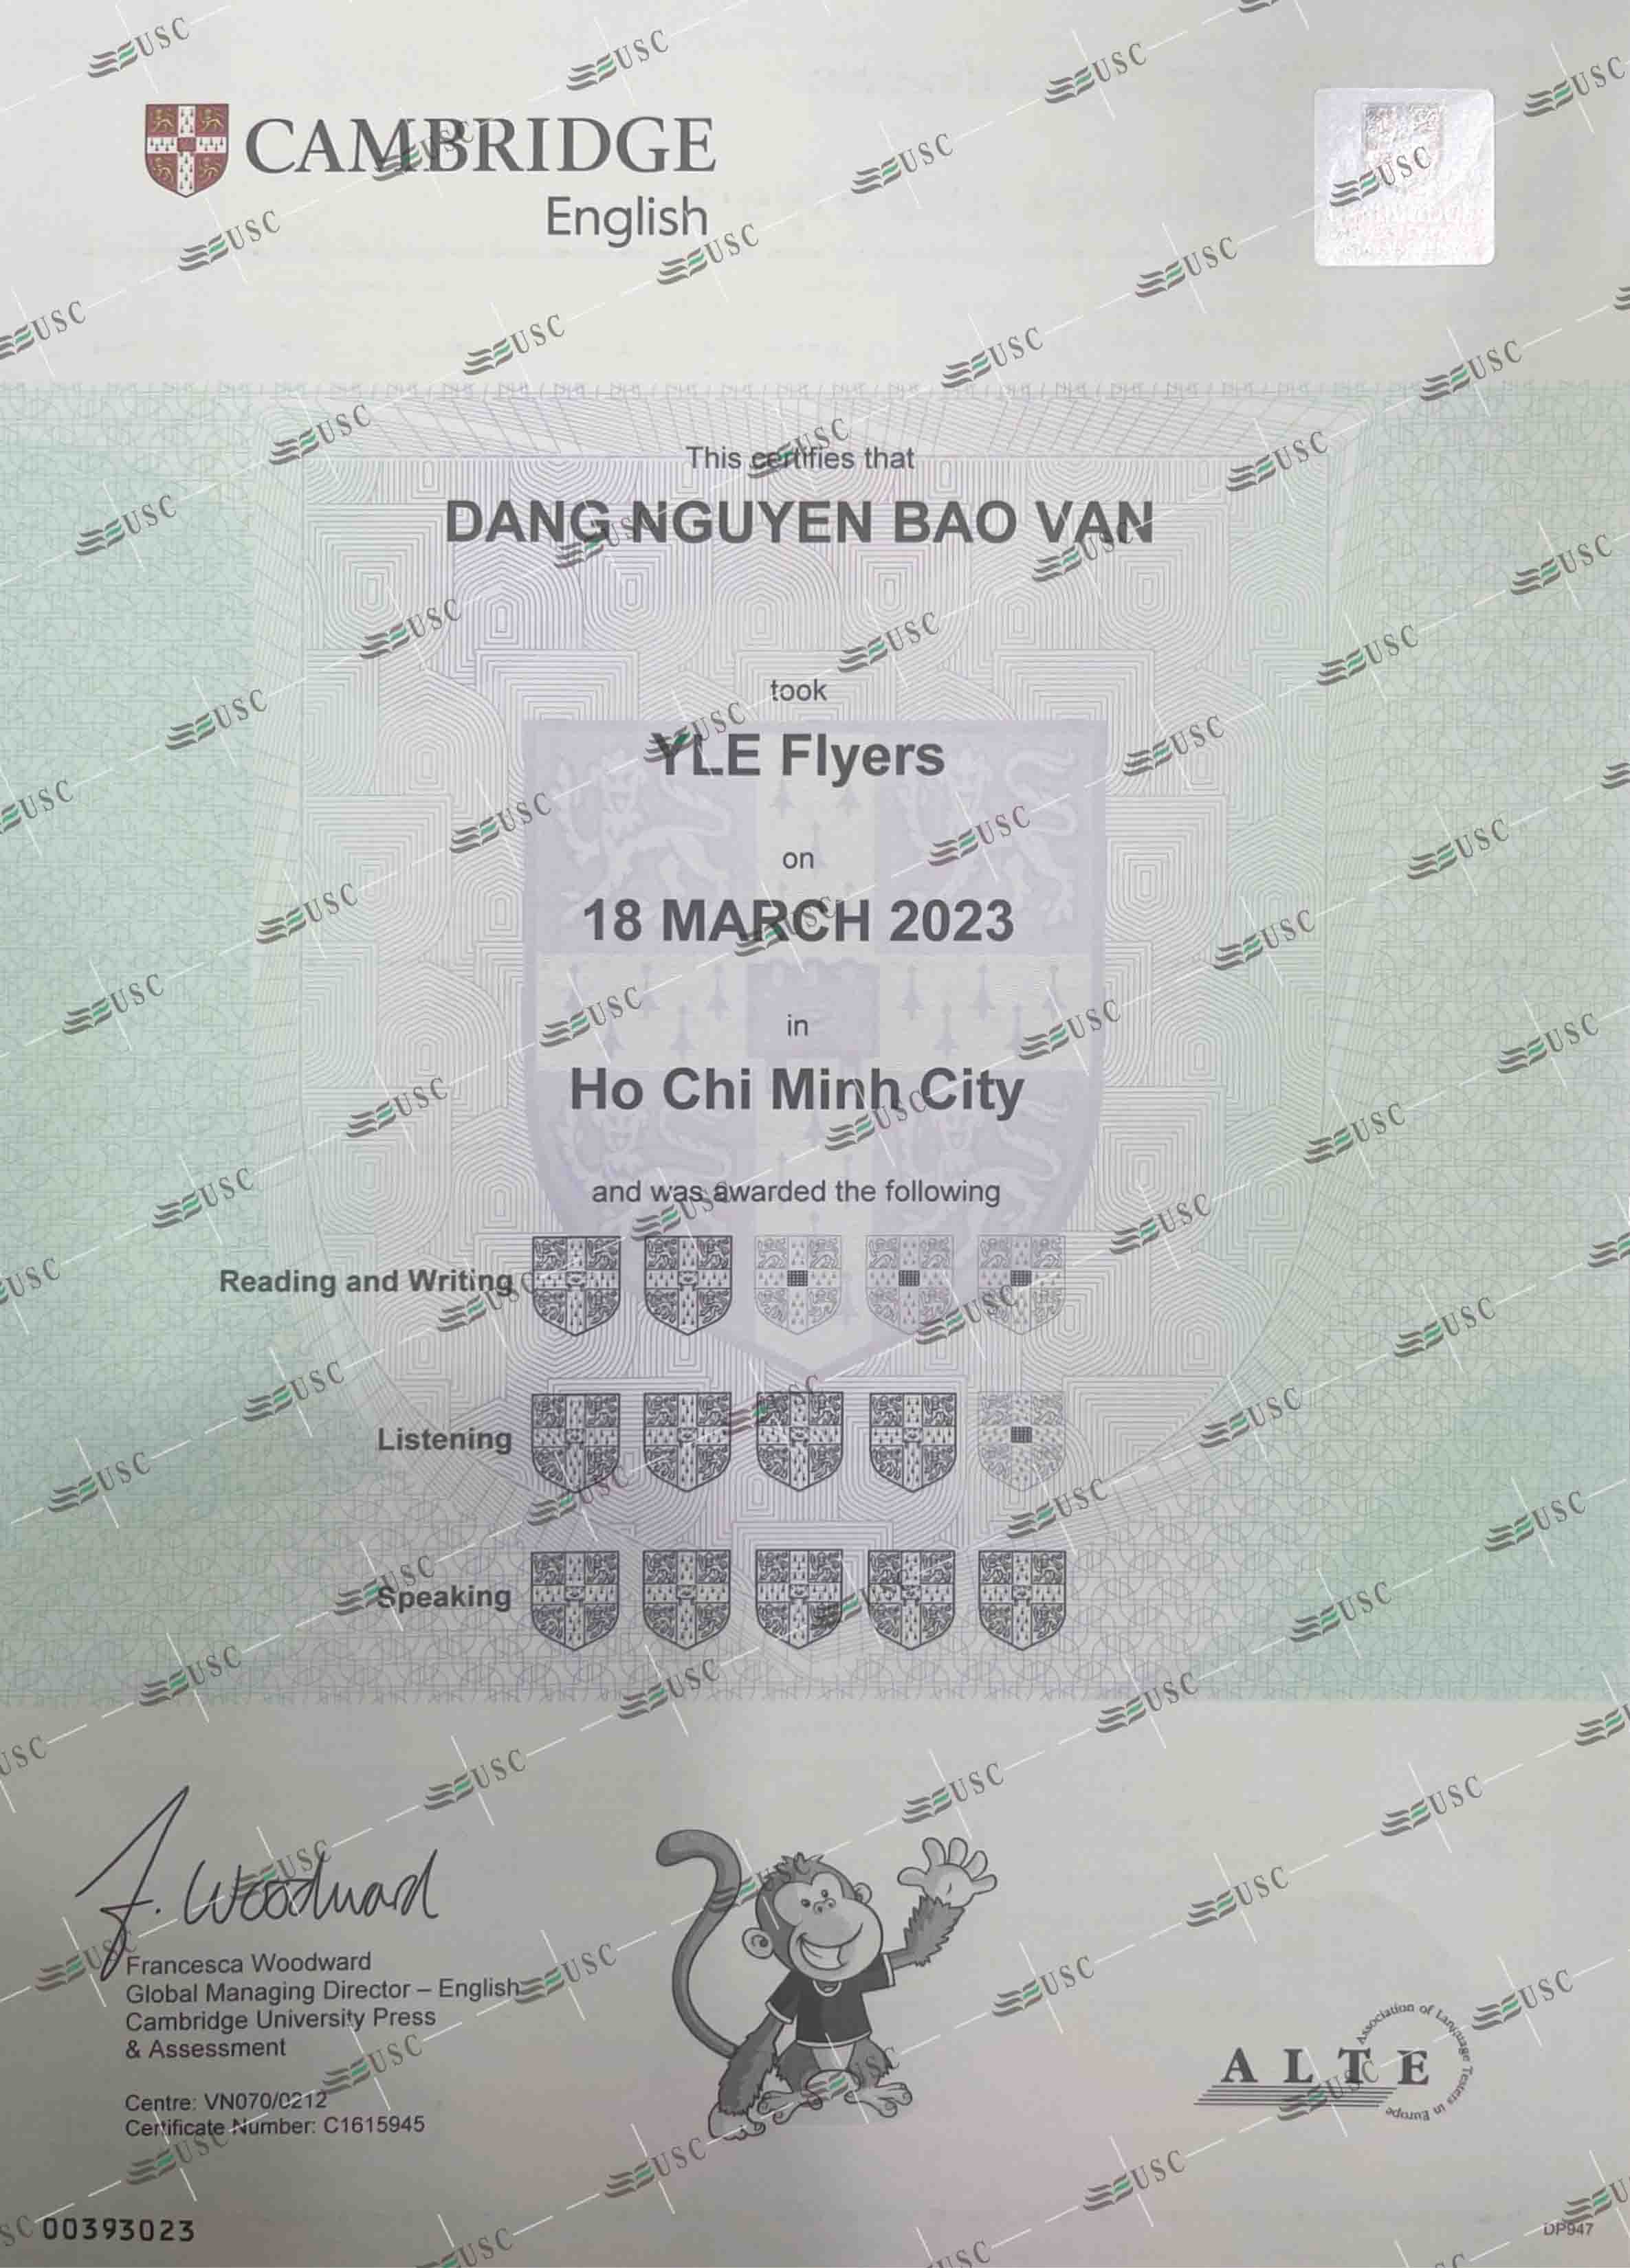 CAMBRIDGE
English
This certifies that
DANG NGUYEN BAO VAN
took
YLE Flyers
on
18 MARCH 2023
in
Ho Chi Minh City
and was awarded the following
Reading and Writing
Listening
Speaking
J. Woodward
Francesca Woodward
Global Managing Director – English
Cambridge University Press
& Assessment
Centre: VN070/0212
Certificate Number: C1615945
ALTE
Association of Language Testers in Europe
00393023
DP947
USC